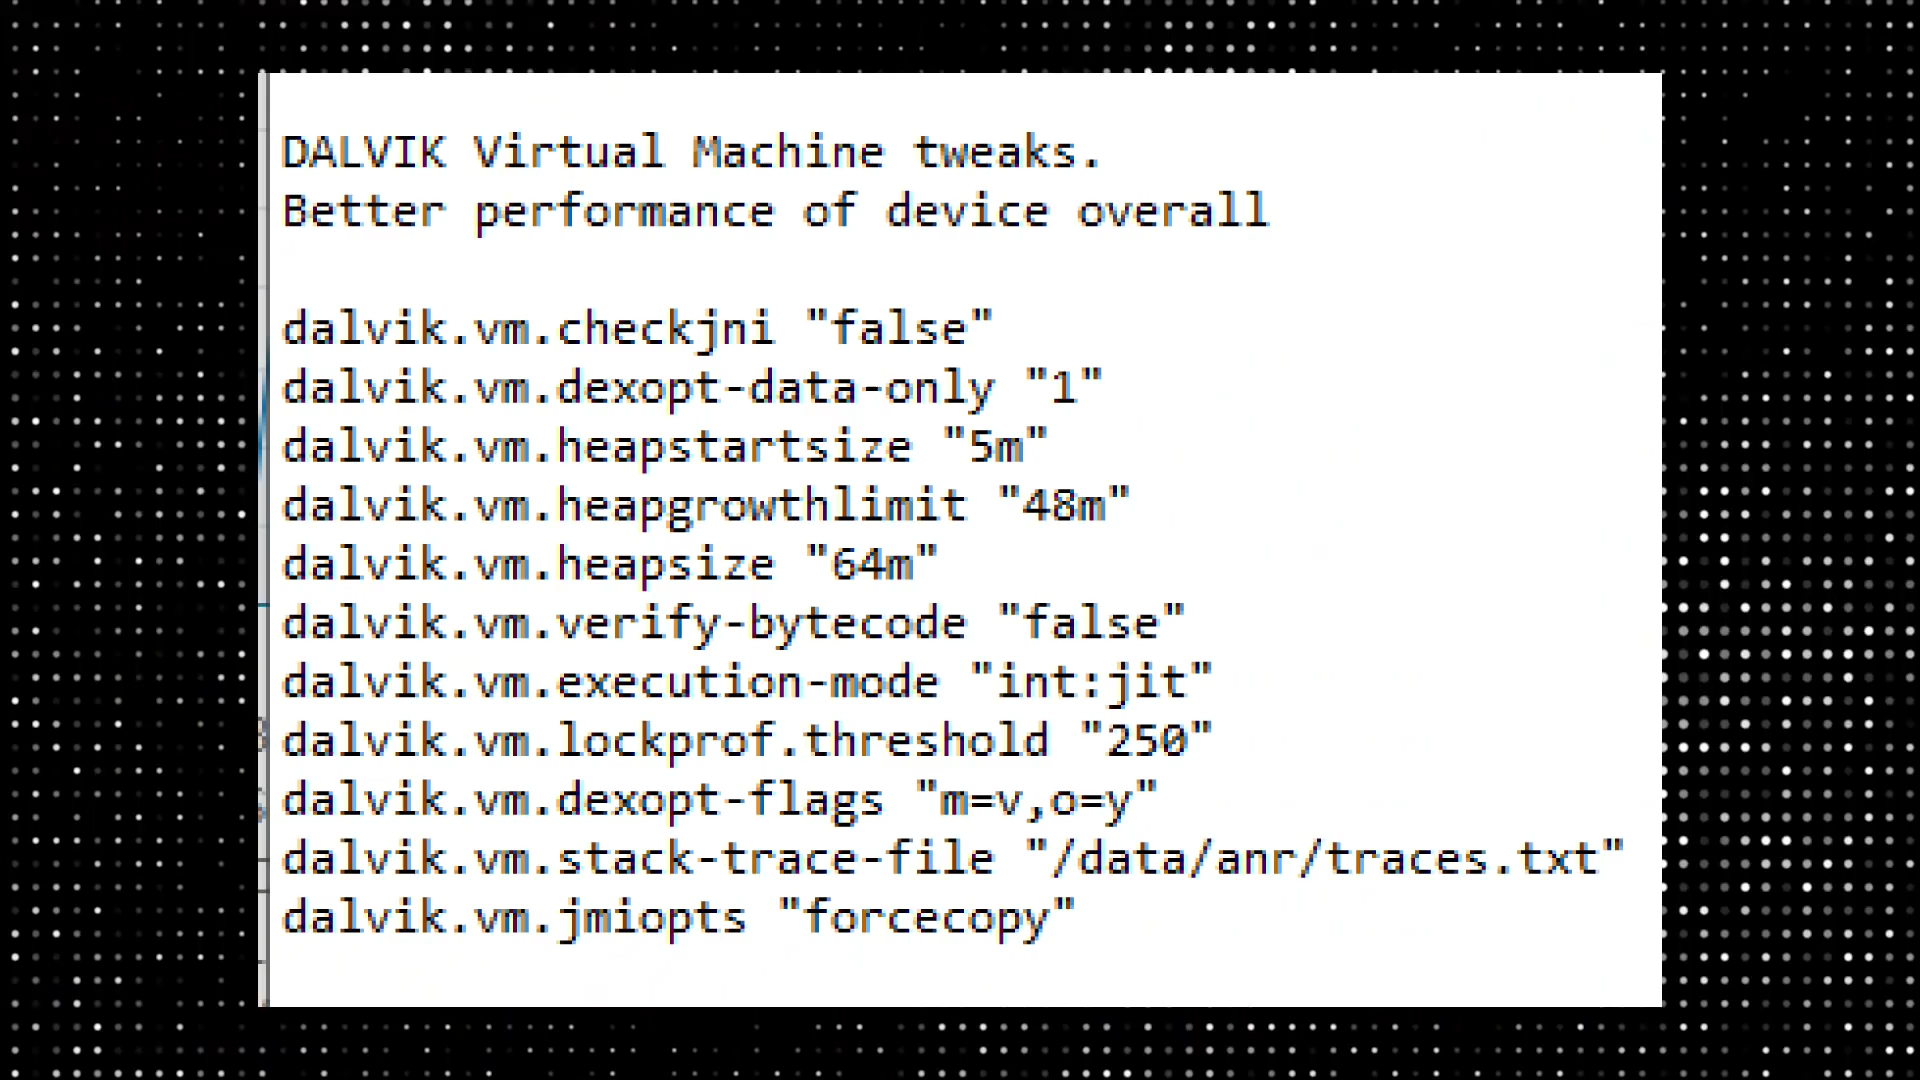 DALVIK Virtual Machine tweaks.
Better performance of device overall
dalvik.vm.checkjni "false"
dalvik.vm.dexopt-data-only "1"
dalvik.vm.heapstartsize "5m"
dalvik.vm.heapgrowthlimit "48m"
dalvik.vm.heapsize "64m"
dalvik.vm.verify-bytecode "false"
dalvik.vm.execution-mode "int:jit"
dalvik.vm.lockprof.threshold "250"
dalvik.vm.dexopt-flags "m=v,o=y"
dalvik.vm.stack-trace-file "/data/anr/traces.txt"
dalvik.vm.jmiopts "forcecopy"